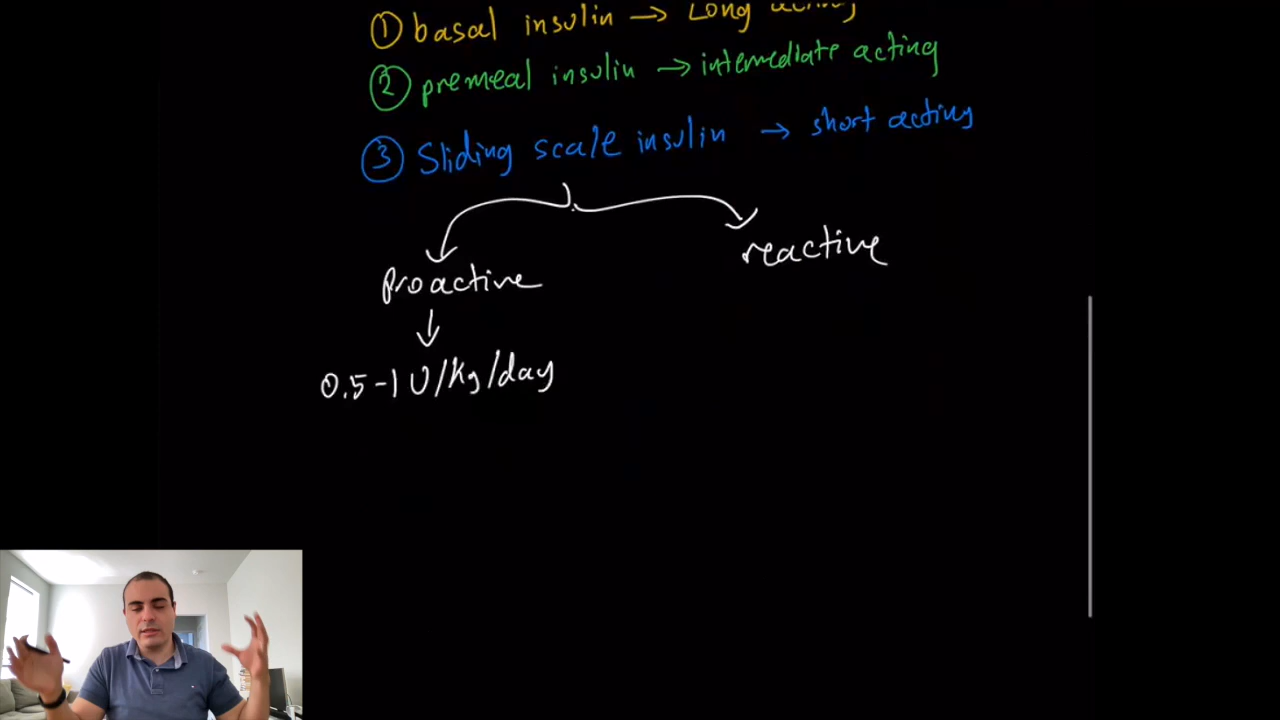 ① basal insulin → Long acting
② premeal insulin → intermediate acting
③ Sliding scale insulin → short acting
Proactive
reactive
0.5-1 U/kg/day